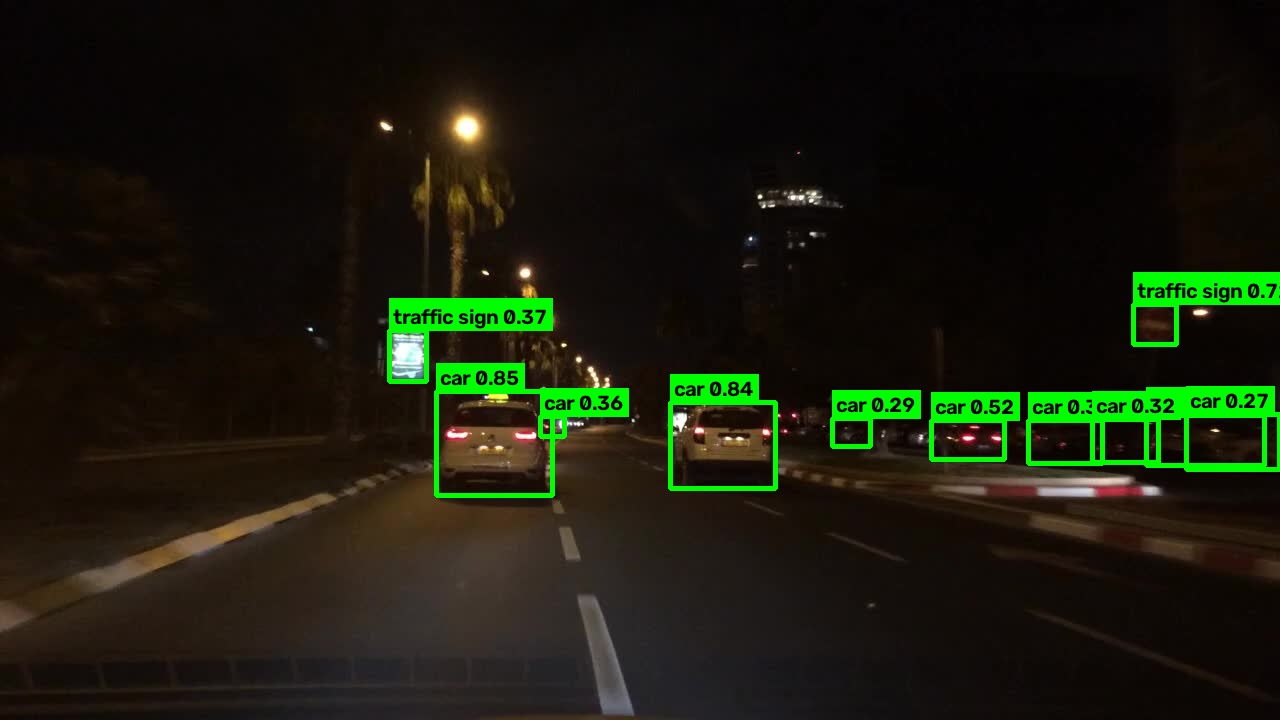 traffic sign 0.7
traffic sign 0.37
car 0.85
car 0.36
car 0.84
car 0.29
car 0.52
car 0.3
car 0.32
car 0.27